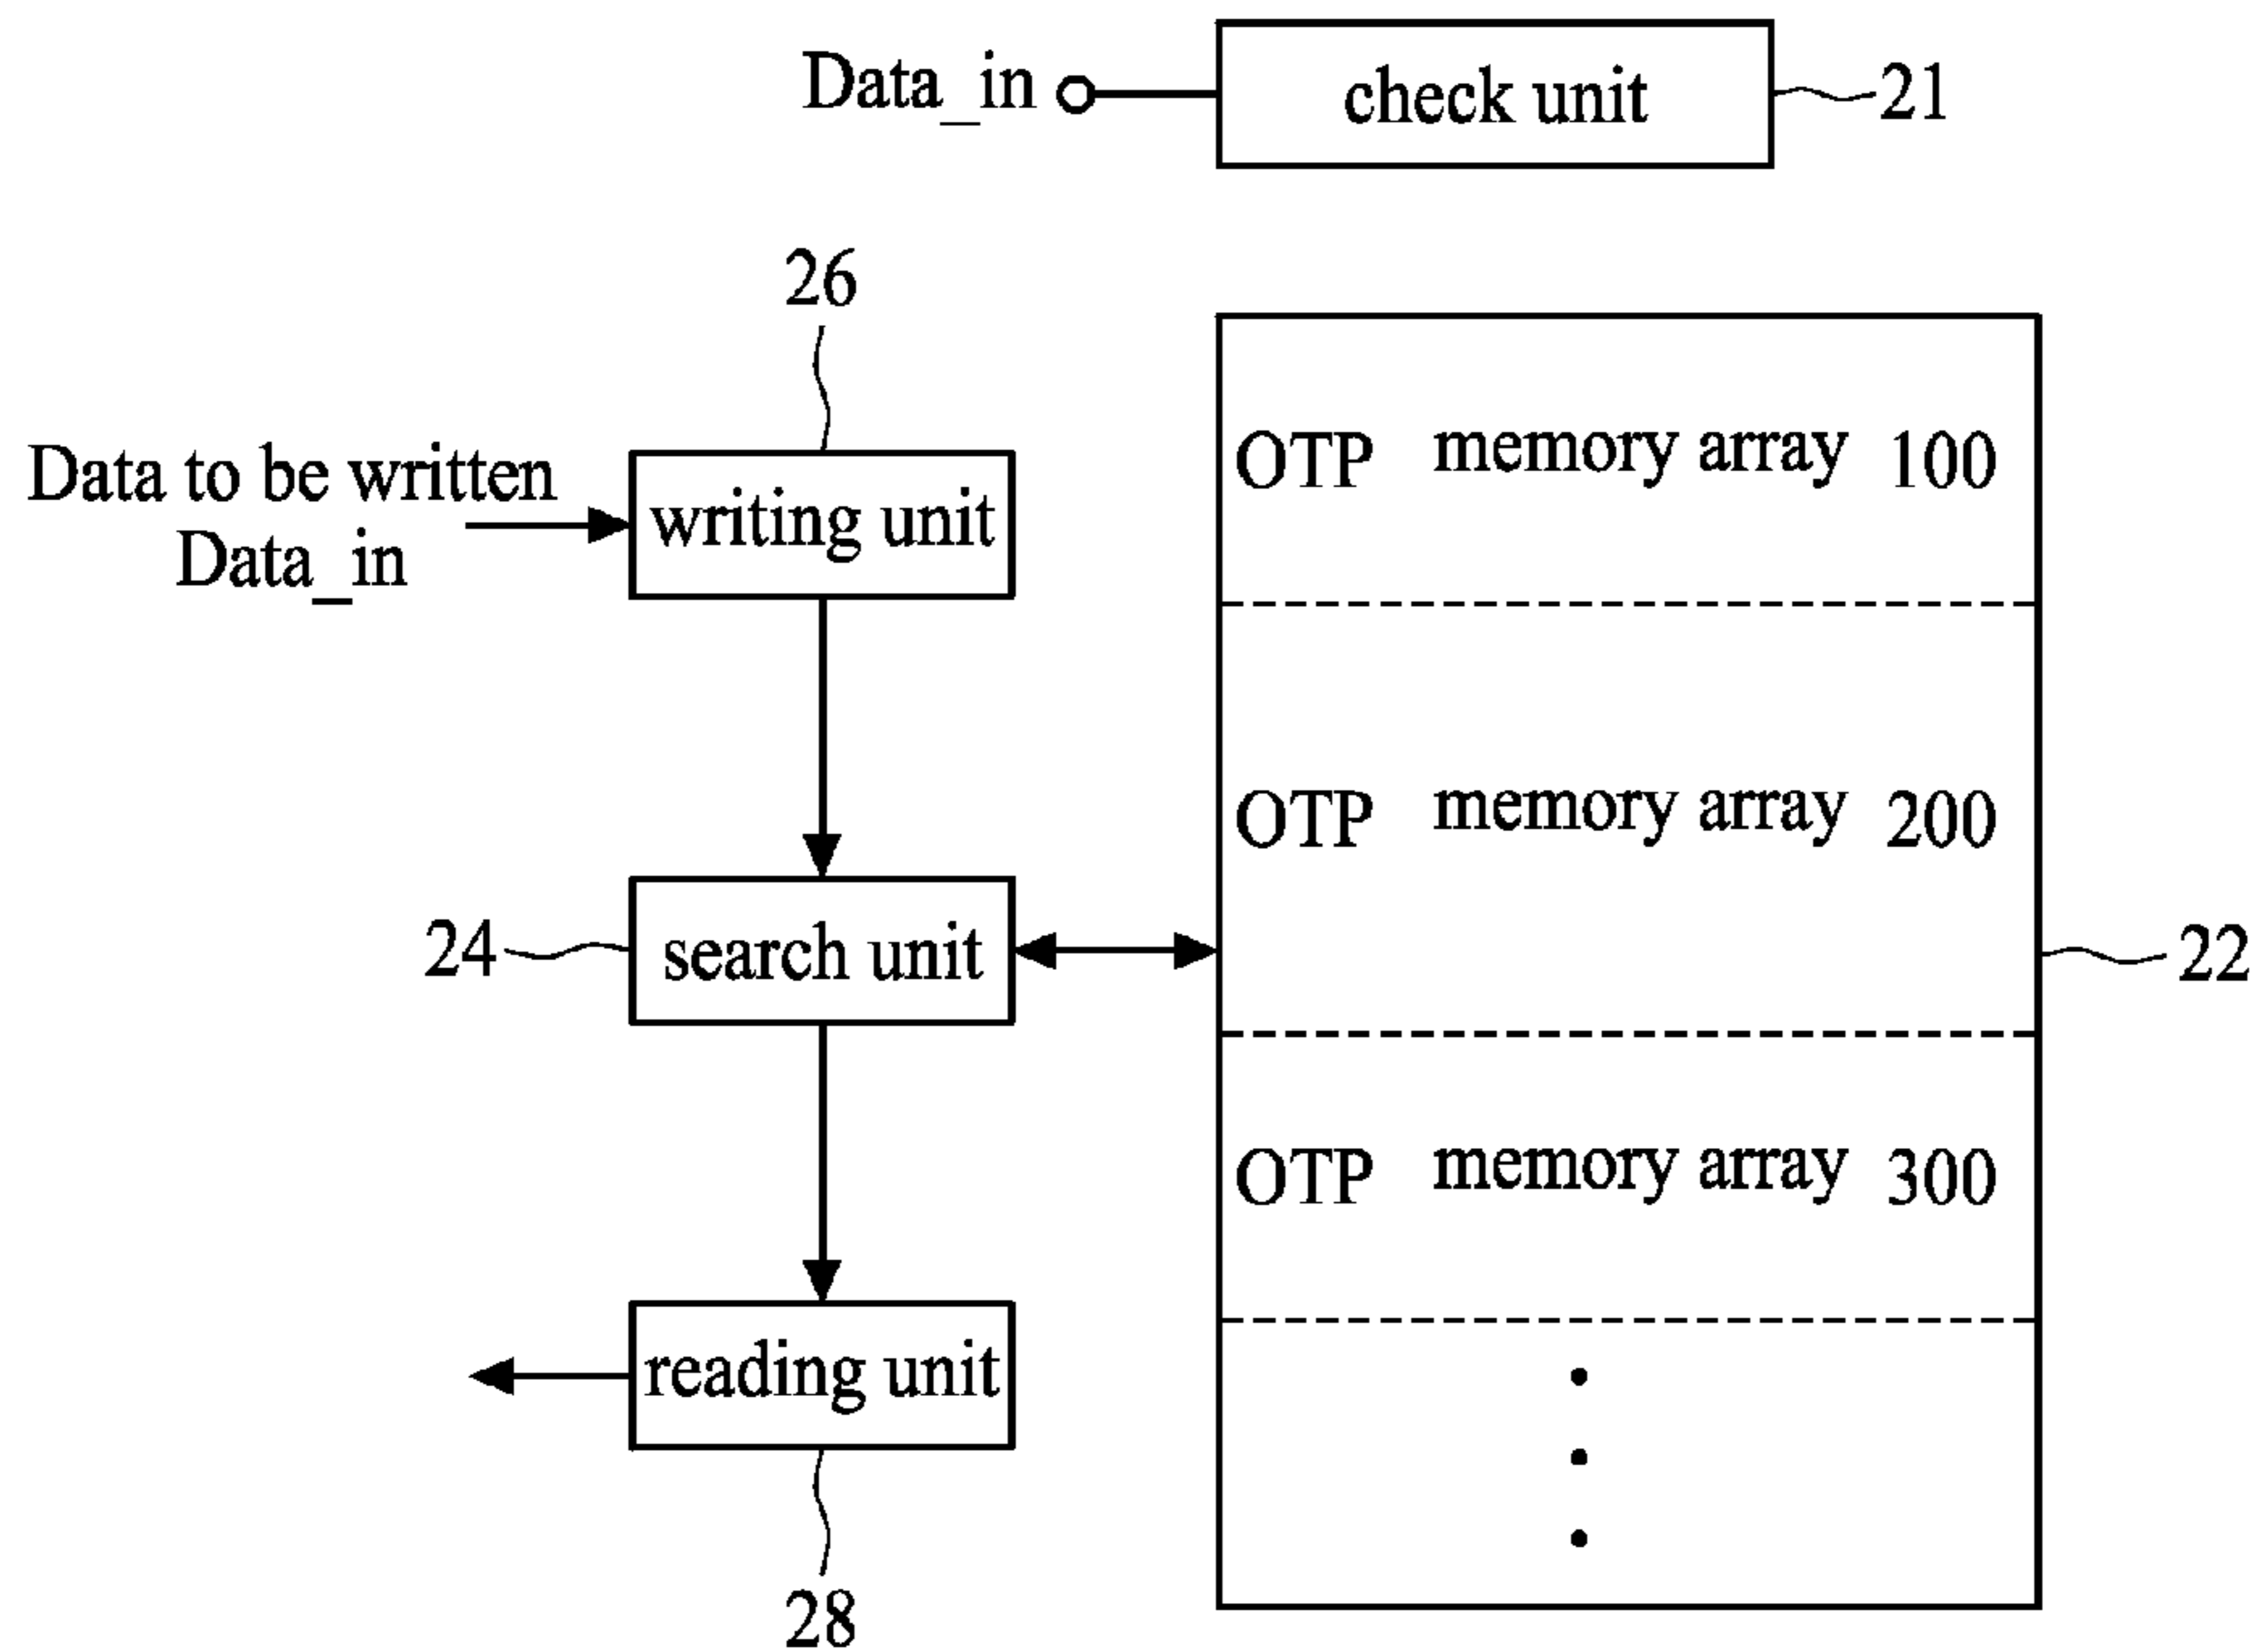 Data_in
check unit
21
26
Data to be written
Data_in
writing unit
OTP memory array 100
OTP memory array 200
24
search unit
22
OTP memory array 300
reading unit
28